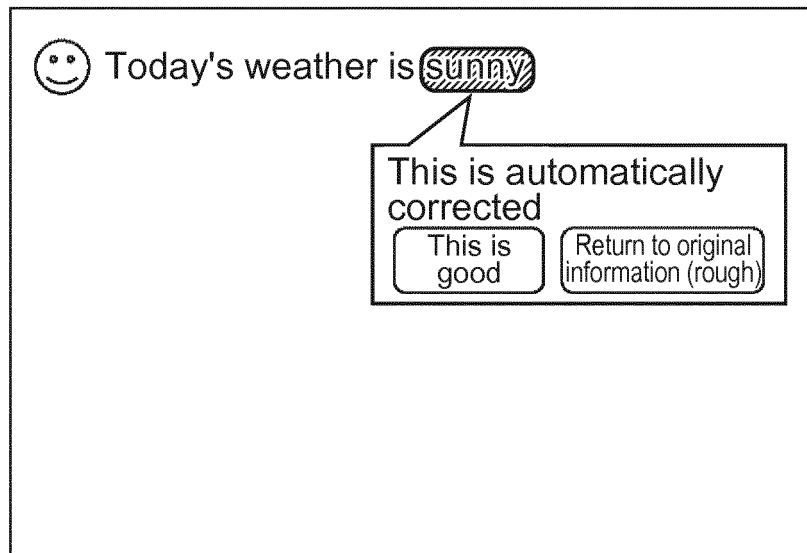 Today's weather is sunny
This is automatically
corrected
This is
good
Return to original
information (rough)